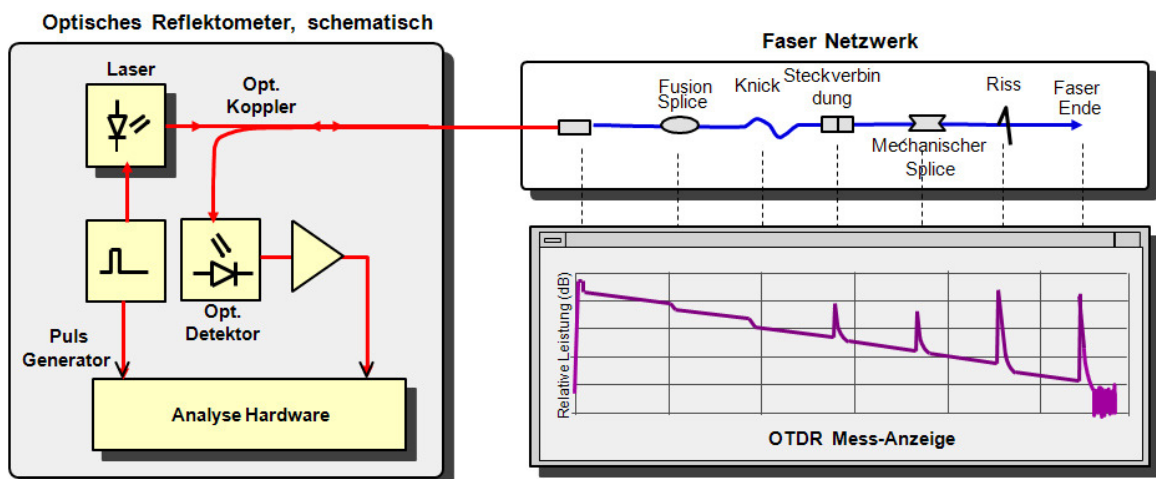 Optisches Reflektometer, schematisch
Laser
Opt.
Koppler
Opt.
Detektor
Puls
Generator
Analyse Hardware
Faser Netzwerk
Fusion
Splice
Knick
Steckverbin
dung
Mechanischer
Splice
Riss
Faser
Ende
Relative Leistung (dB)
OTDR Mess-Anzeige